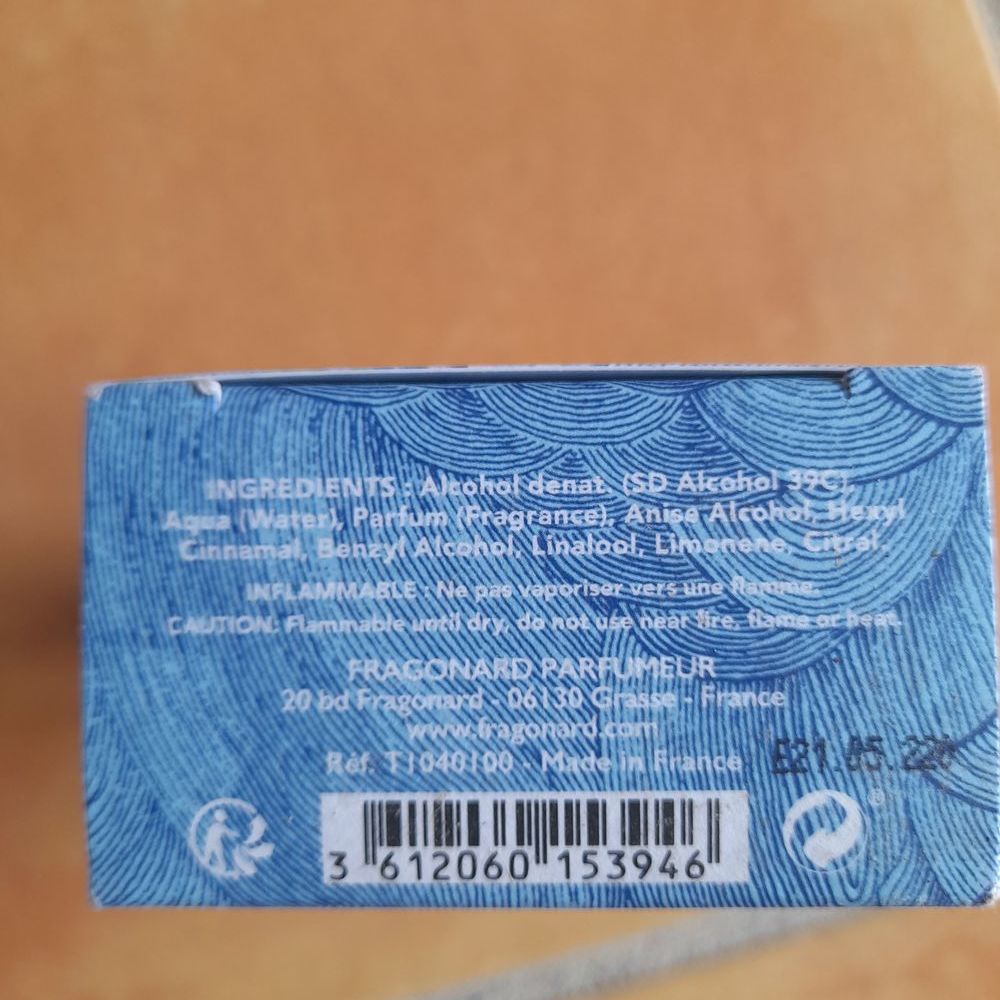 INGREDIENTS : Alcohol denat. (SD Alcohol 39C),
Aqua (Water), Parfum (Fragrance), Anise Alcohol, Hexyl
Cinnamal, Benzyl Alcohol, Linalool, Limonene, Citral.
INFLAMMABLE : Ne pas vaporiser vers une flamme.
CAUTION: Flammable until dry, do not use near fire, flame or heat.
FRAGONARD PARFUMEUR
20 bd Fragonard - 06130 Grasse - France
www.fragonard.com
Réf. T1040100 - Made in France
3 612060 153946